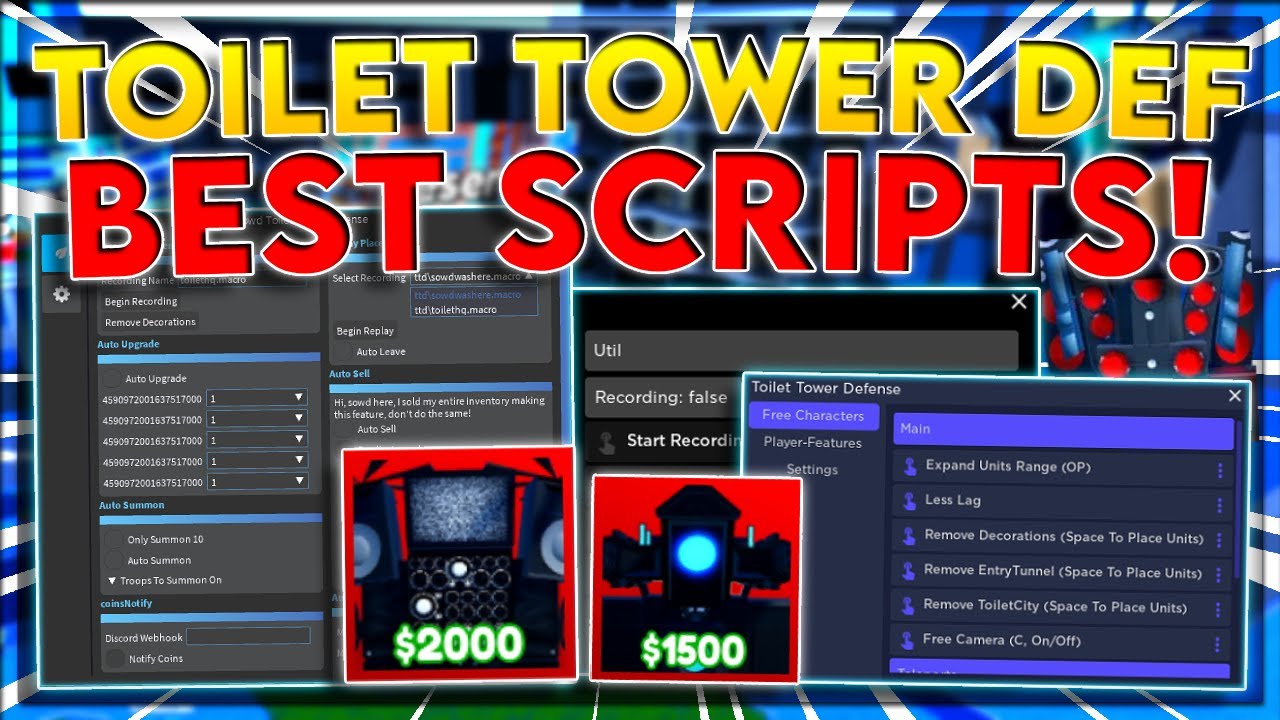 TOILET TOWER DEF
BEST SCRIPTS!
toilethq.macro
Begin Recording
Remove Decorations
Auto Upgrade
Auto Upgrade
4590972001637517000 1
4590972001637517000 1
4590972001637517000 1
4590972001637517000 1
4590972001637517000 1
Auto Summon
Only Summon 10
Auto Summon
Troops To Summon On
coinsNotify
Discord Webhook
Notify Coins
Select Recording ttd\sowdwashere.macro
ttd\sowdwashere.macro
ttd\toilethq.macro
Begin Replay
Auto Leave
Auto Sell
Hi, sowd here, I sold my entire inventory making
this feature, don't do the same!
Auto Sell
$2000
Util
Recording: false
Start Recordin
$1500
Toilet Tower Defense
Free Characters
Player-Features
Settings
Main
Expand Units Range (OP)
Less Lag
Remove Decorations (Space To Place Units)
Remove EntryTunnel (Space To Place Units)
Remove ToiletCity (Space To Place Units)
Free Camera (C, On/Off)